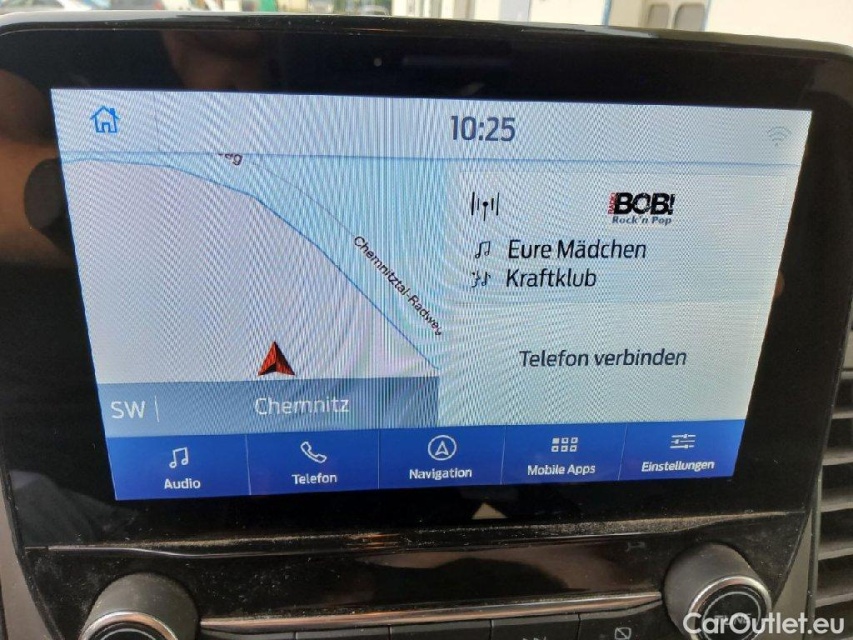 10:25
BOB!
Rock'n Pop
Eure Mädchen
Kraftklub
Chemnitztal-Radweg
Telefon verbinden
SW
Chemnitz
Audio
Telefon
Navigation
Mobile Apps
Einstellungen
CarOutlet.eu